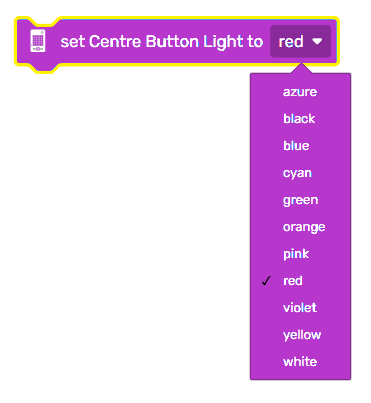 set Centre Button Light to red
azure
black
blue
cyan
green
orange
pink
red
violet
yellow
white